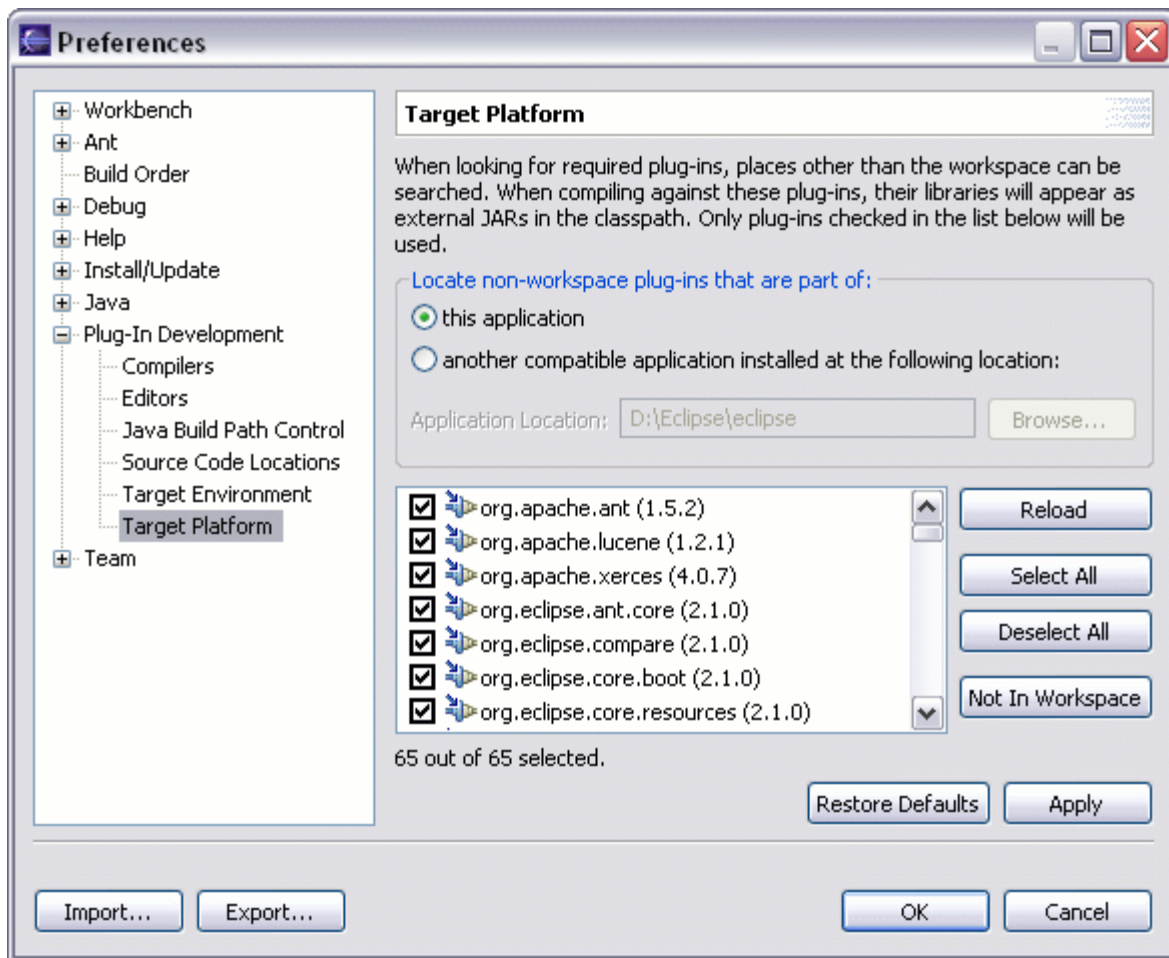 Preferences
Workbench
Ant
Build Order
Debug
Help
Install/Update
Java
Plug-In Development
Compilers
Editors
Java Build Path Control
Source Code Locations
Target Environment
Target Platform
Team
Target Platform
When looking for required plug-ins, places other than the workspace can be
searched. When compiling against these plug-ins, their libraries will appear as
external JARs in the classpath. Only plug-ins checked in the list below will be
used.
Locate non-workspace plug-ins that are part of:
this application
another compatible application installed at the following location:
Application Location: D:\Eclipse\eclipse Browse...
org.apache.ant (1.5.2)
org.apache.lucene (1.2.1)
org.apache.xerces (4.0.7)
org.eclipse.ant.core (2.1.0)
org.eclipse.compare (2.1.0)
org.eclipse.core.boot (2.1.0)
org.eclipse.core.resources (2.1.0)
Reload
Select All
Deselect All
Not In Workspace
65 out of 65 selected.
Restore Defaults Apply
Import... Export... OK Cancel